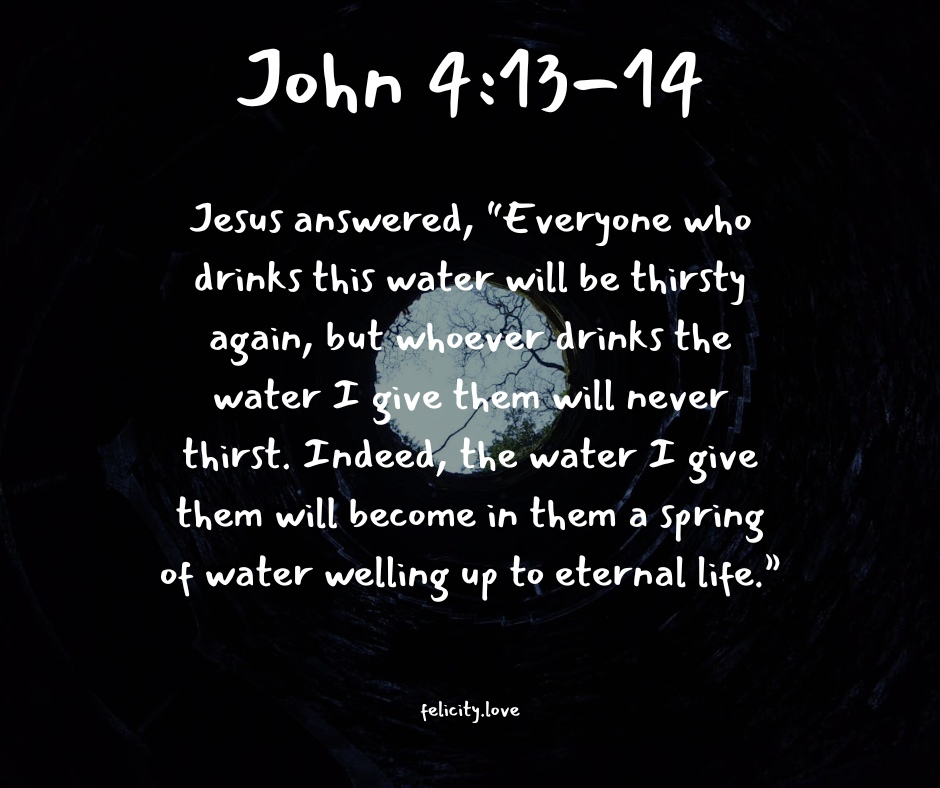 John 4:13–14
Jesus answered, “Everyone who
drinks this water will be thirsty
again, but whoever drinks the
water I give them will never
thirst. Indeed, the water I give
them will become in them a spring
of water welling up to eternal life.”
felicity.love